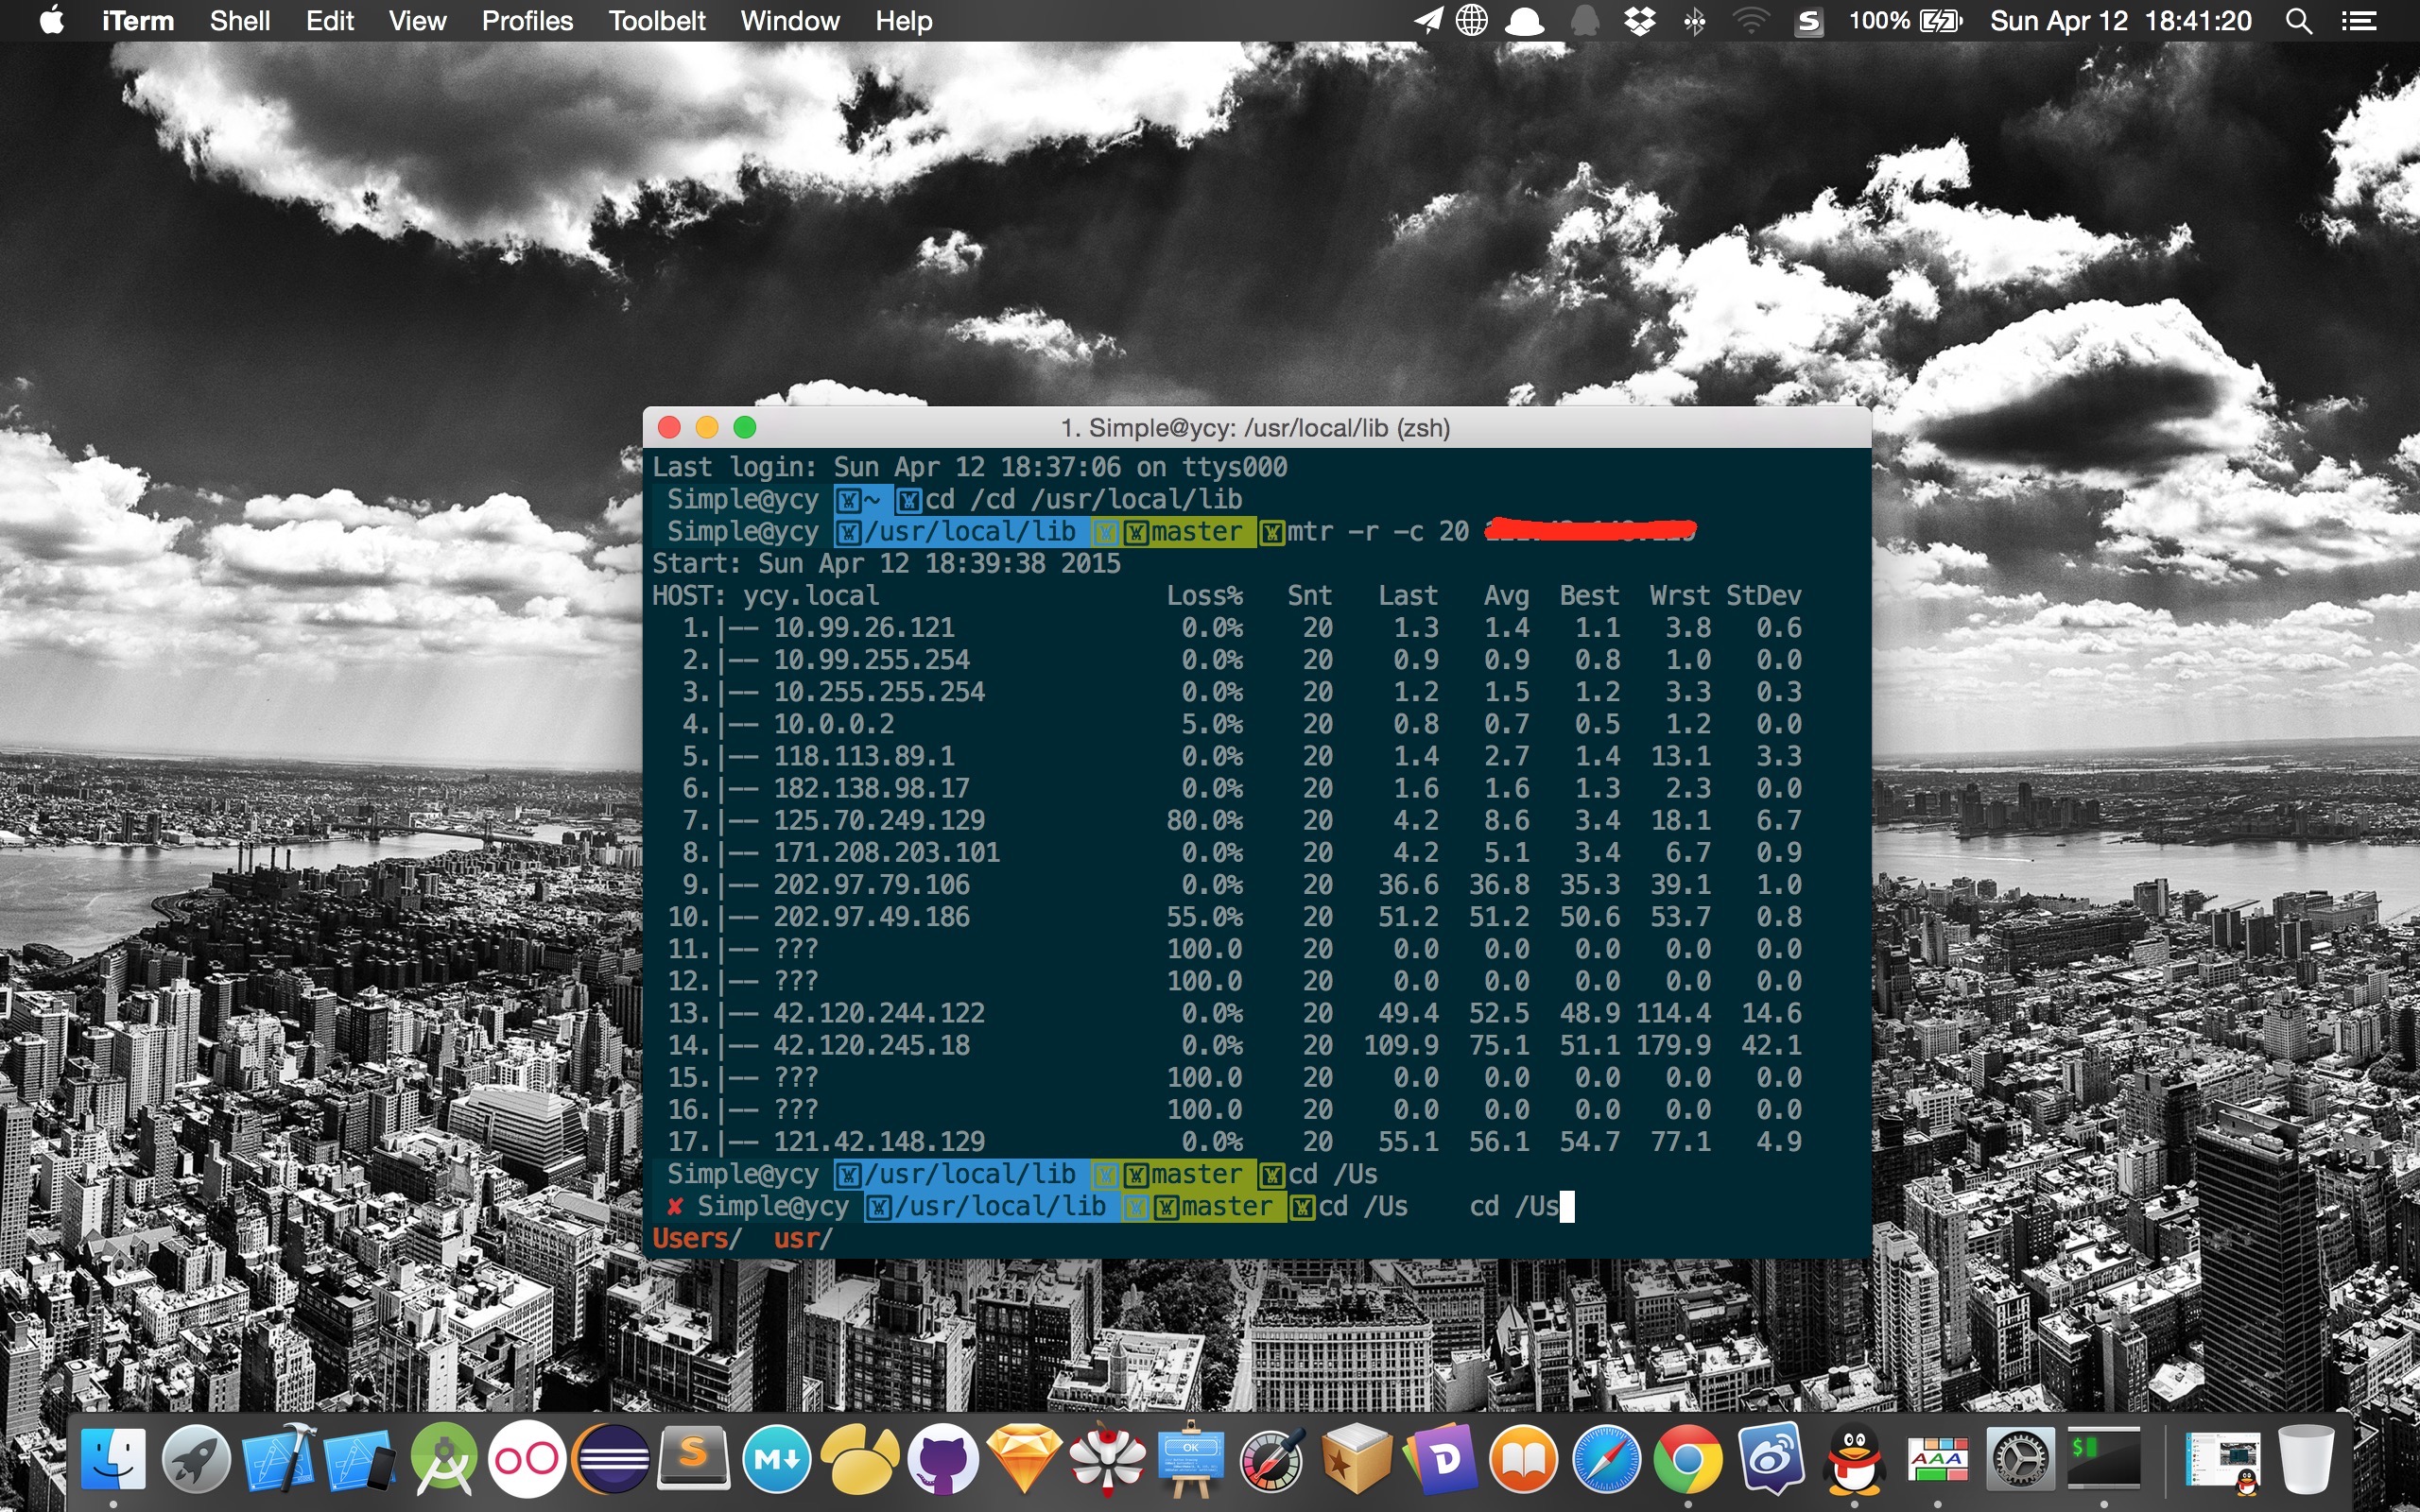 iTerm Shell Edit View Profiles Toolbelt Window Help 100% Sun Apr 12 18:41:20
1. Simple@ycy: /usr/local/lib (zsh)
Last login: Sun Apr 12 18:37:06 on ttys000
Simple@ycy ~ cd /cd /usr/local/lib
Simple@ycy /usr/local/lib master mtr -r -c 20
Start: Sun Apr 12 18:39:38 2015
HOST: ycy.local Loss% Snt Last Avg Best Wrst StDev
1.|-- 10.99.26.121 0.0% 20 1.3 1.4 1.1 3.8 0.6
2.|-- 10.99.255.254 0.0% 20 0.9 0.9 0.8 1.0 0.0
3.|-- 10.255.255.254 0.0% 20 1.2 1.5 1.2 3.3 0.3
4.|-- 10.0.0.2 5.0% 20 0.8 0.7 0.5 1.2 0.0
5.|-- 118.113.89.1 0.0% 20 1.4 2.7 1.4 13.1 3.3
6.|-- 182.138.98.17 0.0% 20 1.6 1.6 1.3 2.3 0.0
7.|-- 125.70.249.129 80.0% 20 4.2 8.6 3.4 18.1 6.7
8.|-- 171.208.203.101 0.0% 20 4.2 5.1 3.4 6.7 0.9
9.|-- 202.97.79.106 0.0% 20 36.6 36.8 35.3 39.1 1.0
10.|-- 202.97.49.186 55.0% 20 51.2 51.2 50.6 53.7 0.8
11.|-- ??? 100.0 20 0.0 0.0 0.0 0.0 0.0
12.|-- ??? 100.0 20 0.0 0.0 0.0 0.0 0.0
13.|-- 42.120.244.122 0.0% 20 49.4 52.5 48.9 114.4 14.6
14.|-- 42.120.245.18 0.0% 20 109.9 75.1 51.1 179.9 42.1
15.|-- ??? 100.0 20 0.0 0.0 0.0 0.0 0.0
16.|-- ??? 100.0 20 0.0 0.0 0.0 0.0 0.0
17.|-- 121.42.148.129 0.0% 20 55.1 56.1 54.7 77.1 4.9
Simple@ycy /usr/local/lib master cd /Us
✘ Simple@ycy /usr/local/lib master cd /Us cd /Us
Users/ usr/
S M OK D AAA $